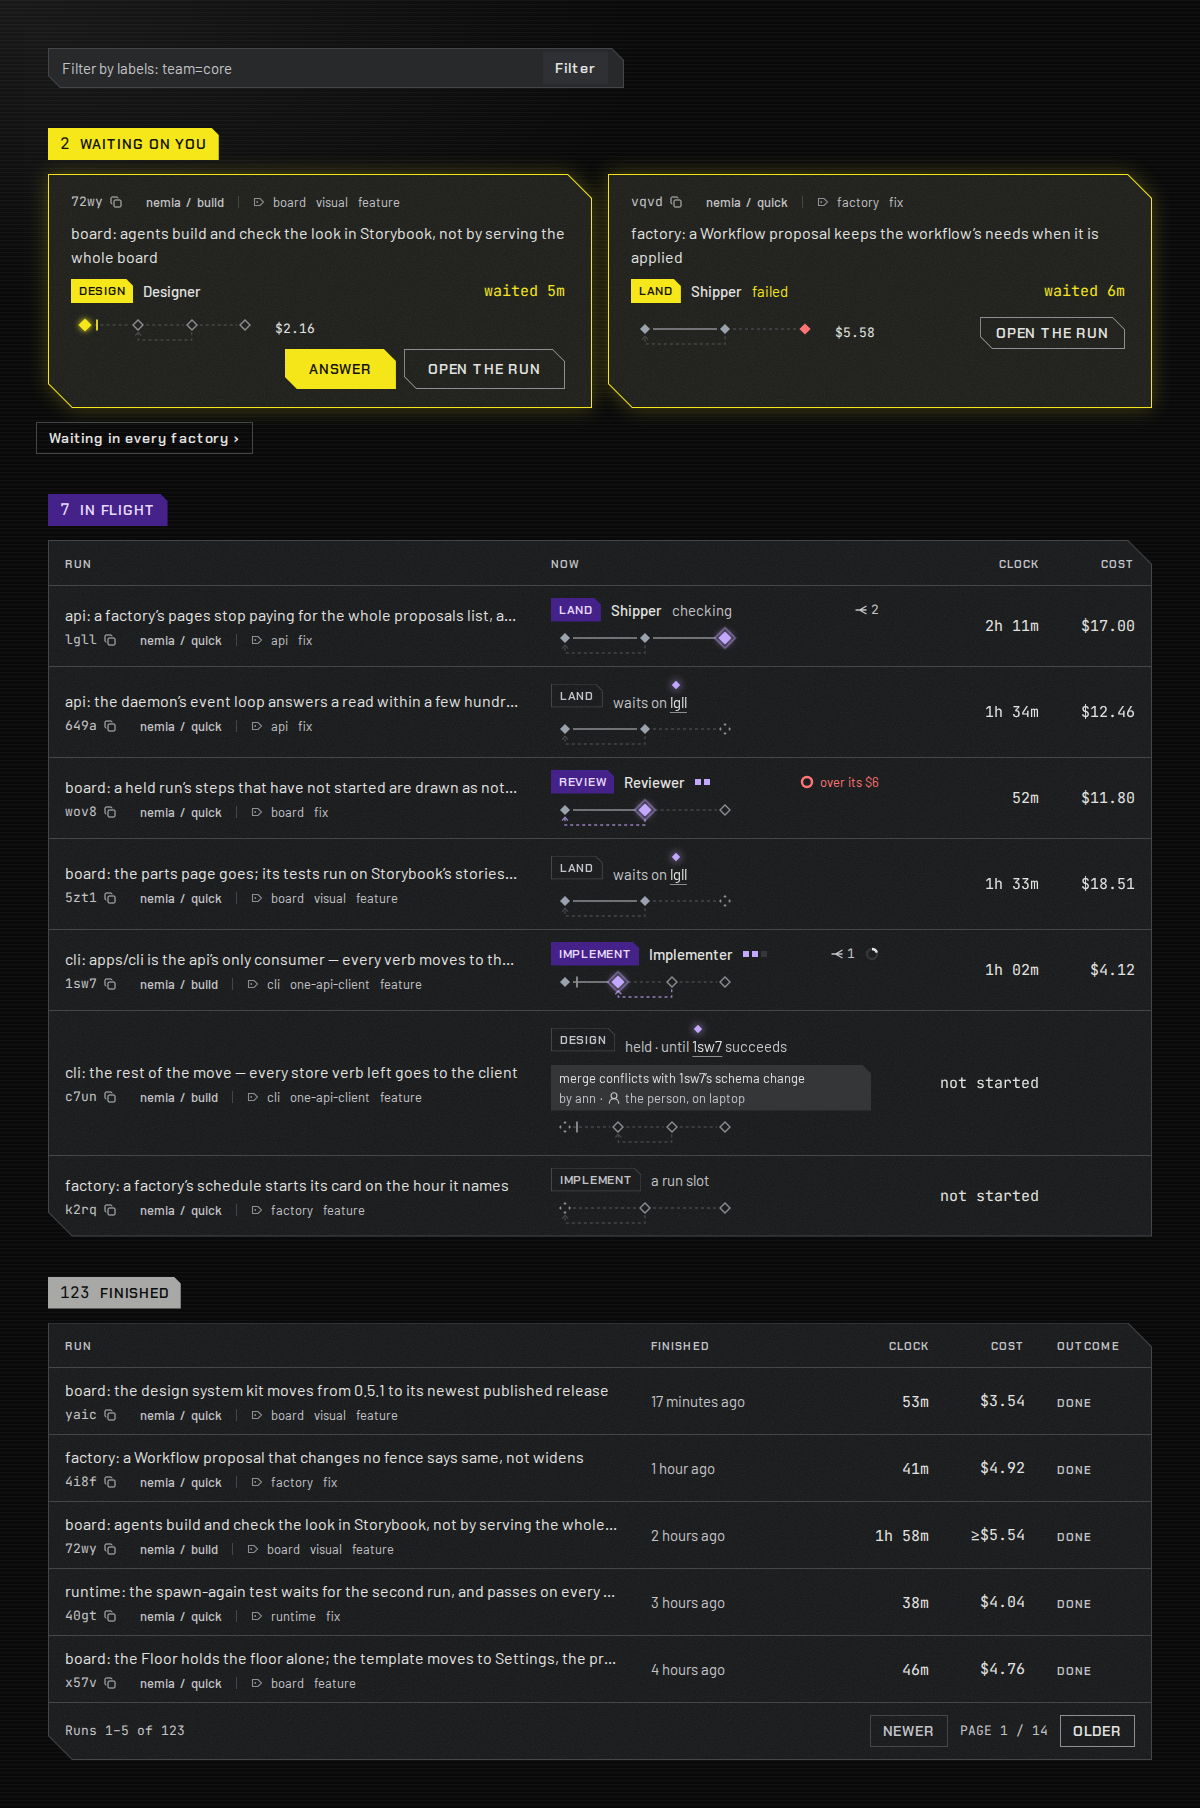 Filter by labels: team=core
Filter
2 WAITING ON YOU
72wy nemla / build board visual feature
board: agents build and check the look in Storybook, not by serving the
whole board
DESIGN Designer waited 5m
$2.16
ANSWER OPEN THE RUN
vqvd nemla / quick factory fix
factory: a Workflow proposal keeps the workflow's needs when it is
applied
LAND Shipper failed waited 6m
$5.58 OPEN THE RUN
Waiting in every factory ›
7 IN FLIGHT
RUN NOW CLOCK COST
api: a factory's pages stop paying for the whole proposals list, a...
lgll nemla / quick api fix
LAND Shipper checking 2
2h 11m $17.00
api: the daemon's event loop answers a read within a few hundr...
649a nemla / quick api fix
LAND waits on lgll
1h 34m $12.46
board: a held run's steps that have not started are drawn as not...
wov8 nemla / quick board fix
REVIEW Reviewer over its $6
52m $11.80
board: the parts page goes; its tests run on Storybook's stories...
5zt1 nemla / quick board visual feature
LAND waits on lgll
1h 33m $18.51
cli: apps/cli is the api's only consumer — every verb moves to th...
1sw7 nemla / build cli one-api-client feature
IMPLEMENT Implementer 1
1h 02m $4.12
cli: the rest of the move — every store verb left goes to the client
c7un nemla / build cli one-api-client feature
DESIGN held · until 1sw7 succeeds
merge conflicts with 1sw7's schema change
by ann · the person, on laptop
not started
factory: a factory's schedule starts its card on the hour it names
k2rq nemla / quick factory feature
IMPLEMENT a run slot
not started
123 FINISHED
RUN FINISHED CLOCK COST OUTCOME
board: the design system kit moves from 0.5.1 to its newest published release
yaic nemla / quick board visual feature
17 minutes ago 53m $3.54 DONE
factory: a Workflow proposal that changes no fence says same, not widens
4i8f nemla / quick factory fix
1 hour ago 41m $4.92 DONE
board: agents build and check the look in Storybook, not by serving the whole...
72wy nemla / build board visual feature
2 hours ago 1h 58m ≥$5.54 DONE
runtime: the spawn-again test waits for the second run, and passes on every ...
40gt nemla / quick runtime fix
3 hours ago 38m $4.04 DONE
board: the Floor holds the floor alone; the template moves to Settings, the pr...
x57v nemla / quick board feature
4 hours ago 46m $4.76 DONE
Runs 1–5 of 123 NEWER PAGE 1 / 14 OLDER